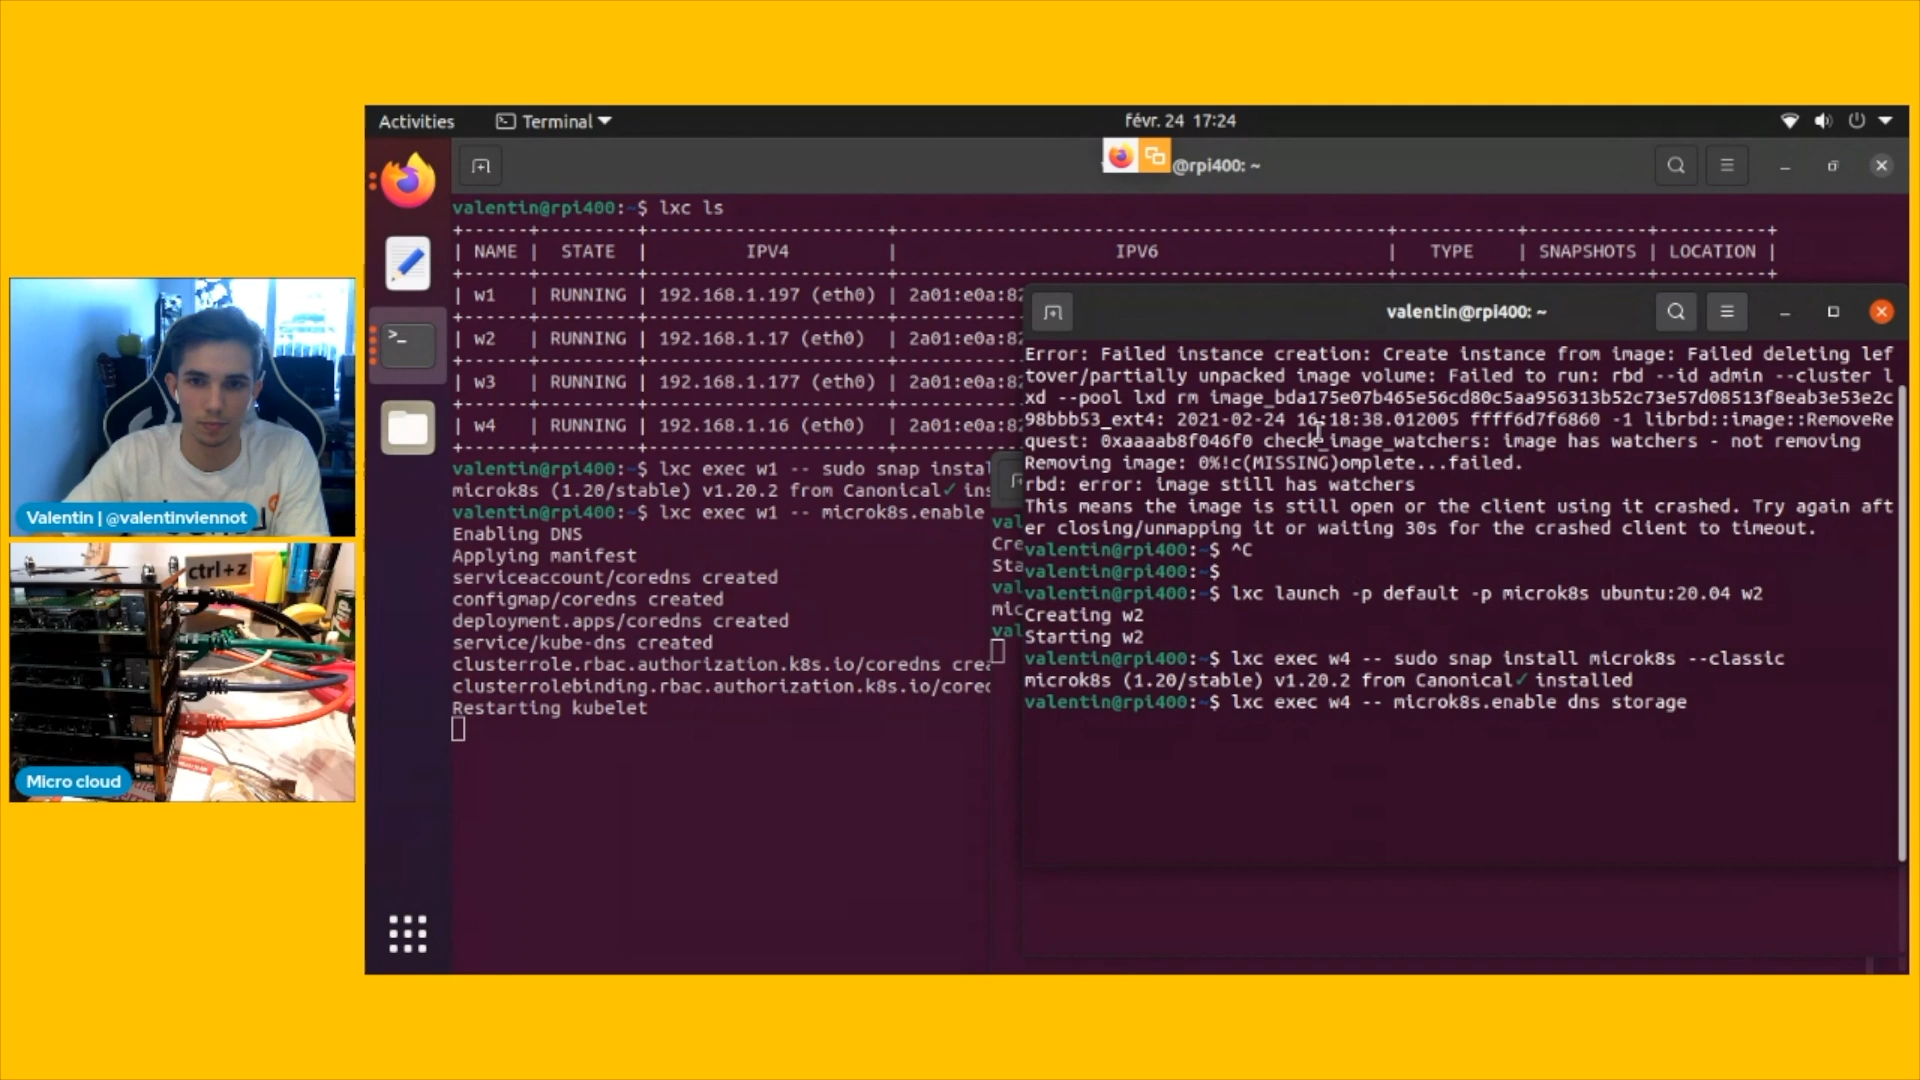 Activities
Terminal
févr. 24 17:24
@rpi400: ~
valentin@rpi400:~$ lxc ls
| NAME | STATE | IPV4 | IPV6 | TYPE | SNAPSHOTS | LOCATION |
| w1 | RUNNING | 192.168.1.197 (eth0) | 2a01:e0a:82
| w2 | RUNNING | 192.168.1.17 (eth0) | 2a01:e0a:82
| w3 | RUNNING | 192.168.1.177 (eth0) | 2a01:e0a:82
| w4 | RUNNING | 192.168.1.16 (eth0) | 2a01:e0a:82
valentin@rpi400:~$ lxc exec w1 -- sudo snap instal
microk8s (1.20/stable) v1.20.2 from Canonical✓ ins
valentin@rpi400:~$ lxc exec w1 -- microk8s.enable
Enabling DNS
Applying manifest
serviceaccount/coredns created
configmap/coredns created
deployment.apps/coredns created
service/kube-dns created
clusterrole.rbac.authorization.k8s.io/coredns crea
clusterrolebinding.rbac.authorization.k8s.io/cored
Restarting kubelet
val
Cre
Sta
val
mic
val
valentin@rpi400: ~
Error: Failed instance creation: Create instance from image: Failed deleting lef
tover/partially unpacked image volume: Failed to run: rbd --id admin --cluster l
xd --pool lxd rm image_bda175e07b465e56cd80c5aa956313b52c73e57d08513f8eab3e53e2c
98bbb53_ext4: 2021-02-24 16:18:38.012005 ffff6d7f6860 -1 librbd::image::RemoveRe
quest: 0xaaaab8f046f0 check_image_watchers: image has watchers - not removing
Removing image: 0%!c(MISSING)omplete...failed.
rbd: error: image still has watchers
This means the image is still open or the client using it crashed. Try again aft
er closing/unmapping it or waiting 30s for the crashed client to timeout.
valentin@rpi400:~$ ^C
valentin@rpi400:~$
valentin@rpi400:~$ lxc launch -p default -p microk8s ubuntu:20.04 w2
Creating w2
Starting w2
valentin@rpi400:~$ lxc exec w4 -- sudo snap install microk8s --classic
microk8s (1.20/stable) v1.20.2 from Canonical✓ installed
valentin@rpi400:~$ lxc exec w4 -- microk8s.enable dns storage
Valentin | @valentinviennot
ctrl+z
Micro cloud